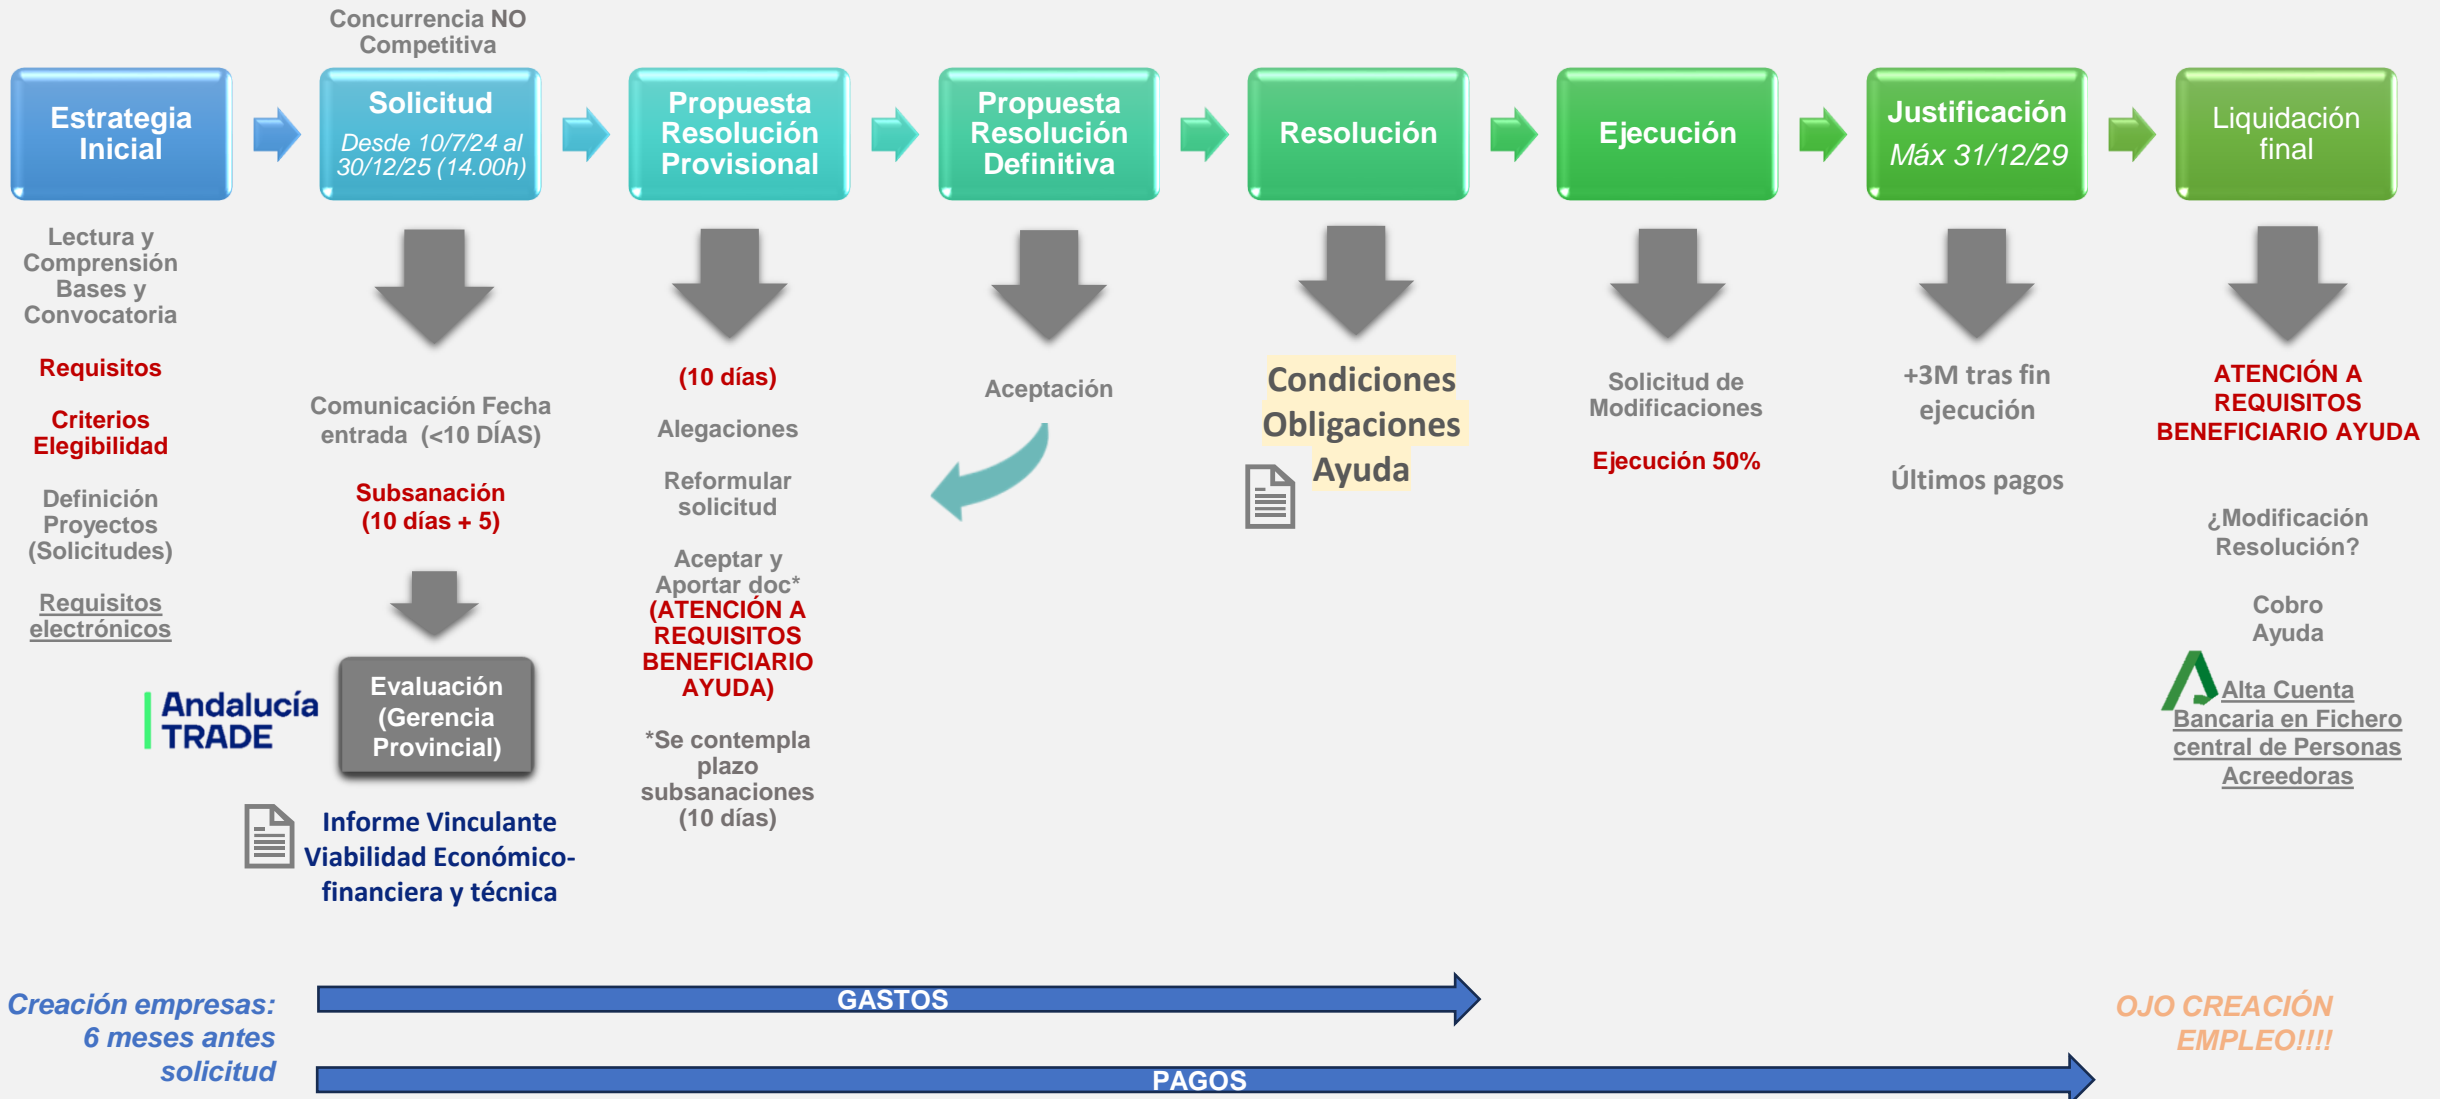 Concurrencia NO
Competitiva
Estrategia
Inicial
Solicitud
Desde 10/7/24 al
30/12/25 (14.00h)
Propuesta
Resolución
Provisional
Propuesta
Resolución
Definitiva
Resolución
Ejecución
Justificación
Máx 31/12/29
Liquidación
final
Lectura y
Comprensión
Bases y
Convocatoria
Requisitos
Criterios
Elegibilidad
Definición
Proyectos
(Solicitudes)
Requisitos
electrónicos
Comunicación Fecha
entrada (<10 DÍAS)
Subsanación
(10 días + 5)
Andalucía
TRADE
Evaluación
(Gerencia
Provincial)
Informe Vinculante
Viabilidad Económico-
financiera y técnica
(10 días)
Alegaciones
Reformular
solicitud
Aceptar y
Aportar doc*
(ATENCIÓN A
REQUISITOS
BENEFICIARIO
AYUDA)
*Se contempla
plazo
subsanaciones
(10 días)
Aceptación
Condiciones
Obligaciones
Ayuda
Solicitud de
Modificaciones
Ejecución 50%
+3M tras fin
ejecución
Últimos pagos
ATENCIÓN A
REQUISITOS
BENEFICIARIO AYUDA
¿Modificación
Resolución?
Cobro
Ayuda
Alta Cuenta
Bancaria en Fichero
central de Personas
Acreedoras
Creación empresas:
6 meses antes
solicitud
GASTOS
PAGOS
OJO CREACIÓN
EMPLEO!!!!